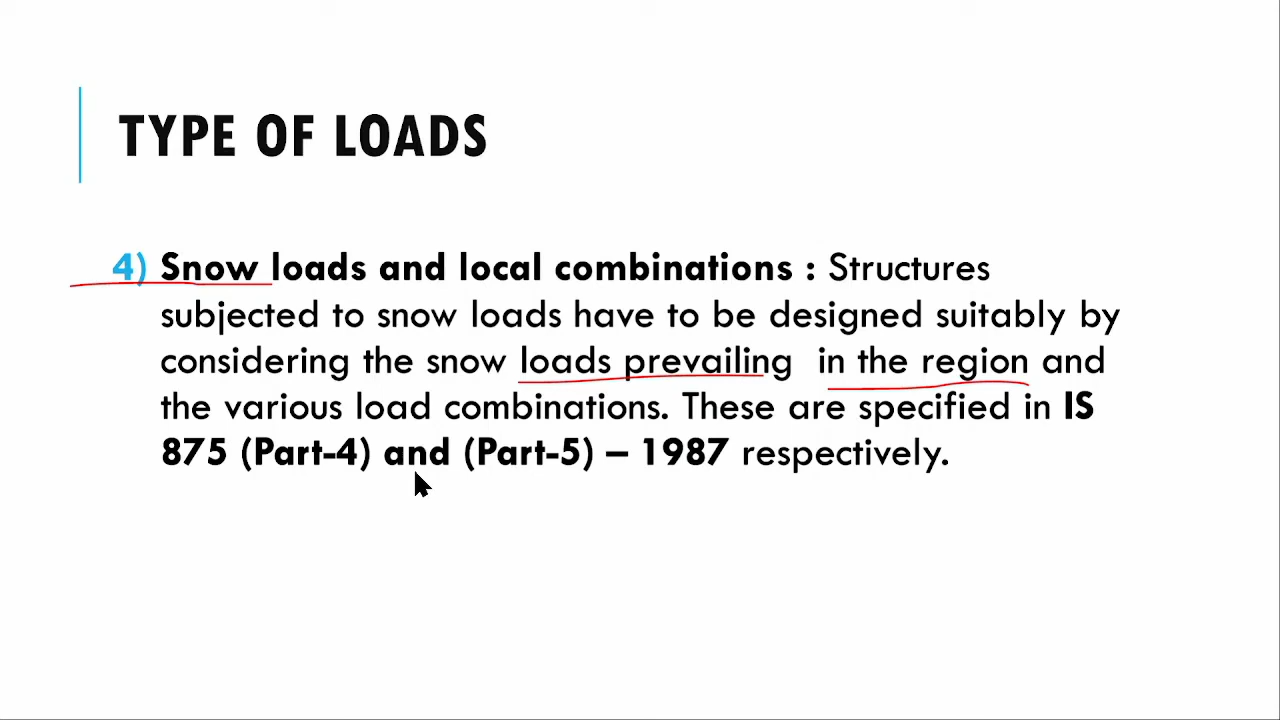 TYPE OF LOADS
4) Snow loads and local combinations : Structures
subjected to snow loads have to be designed suitably by
considering the snow loads prevailing in the region and
the various load combinations. These are specified in IS
875 (Part-4) and (Part-5) – 1987 respectively.